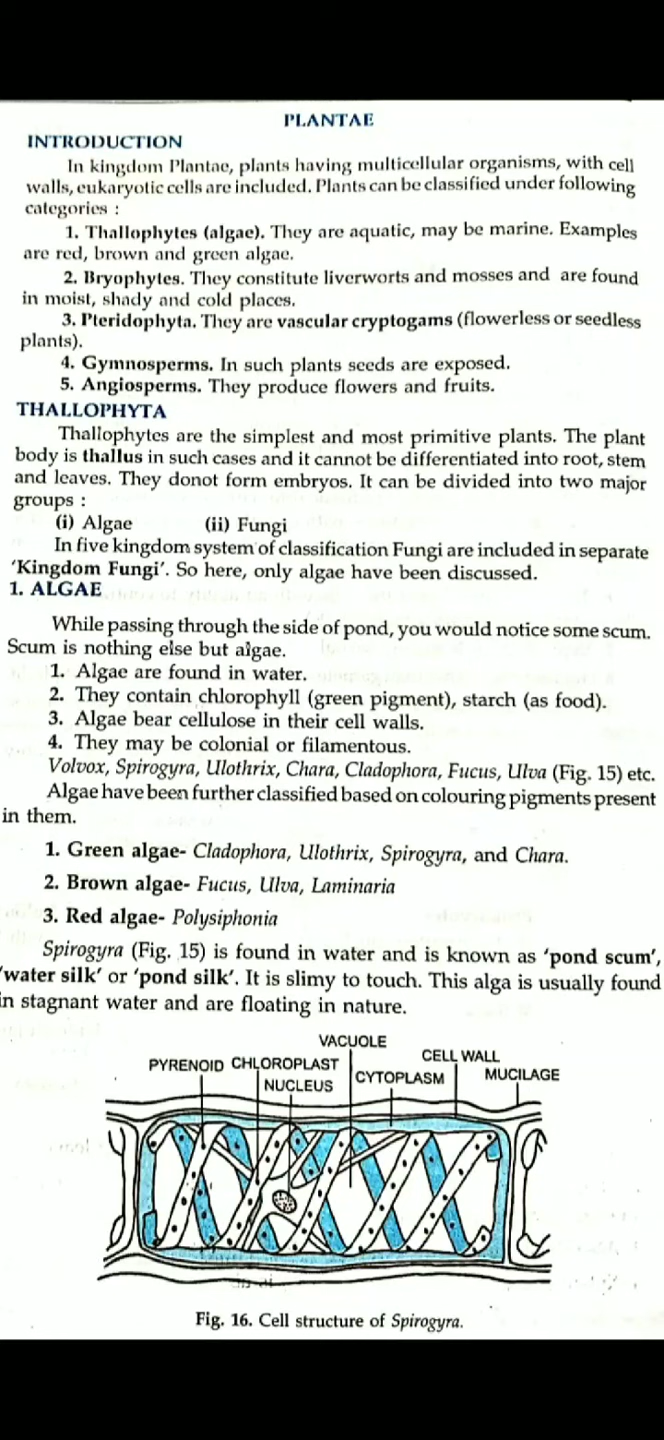 PLANTAE
INTRODUCTION
In kingdom Plantae, plants having multicellular organisms, with cell
walls, eukaryotic cells are included. Plants can be classified under following
categories :
1. Thallophytes (algae). They are aquatic, may be marine. Examples
are red, brown and green algae.
2. Bryophytes. They constitute liverworts and mosses and are found
in moist, shady and cold places.
3. Pteridophyta. They are vascular cryptogams (flowerless or seedless
plants).
4. Gymnosperms. In such plants seeds are exposed.
5. Angiosperms. They produce flowers and fruits.
THALLOPHYTA
Thallophytes are the simplest and most primitive plants. The plant
body is thallus in such cases and it cannot be differentiated into root, stem
and leaves. They donot form embryos. It can be divided into two major
groups :
(i) Algae (ii) Fungi
In five kingdom system of classification Fungi are included in separate
'Kingdom Fungi'. So here, only algae have been discussed.
1. ALGAE
While passing through the side of pond, you would notice some scum.
Scum is nothing else but algae.
1. Algae are found in water.
2. They contain chlorophyll (green pigment), starch (as food).
3. Algae bear cellulose in their cell walls.
4. They may be colonial or filamentous.
Volvox, Spirogyra, Ulothrix, Chara, Cladophora, Fucus, Ulva (Fig. 15) etc.
Algae have been further classified based on colouring pigments present
in them.
1. Green algae- Cladophora, Ulothrix, Spirogyra, and Chara.
2. Brown algae- Fucus, Ulva, Laminaria
3. Red algae- Polysiphonia
Spirogyra (Fig. 15) is found in water and is known as 'pond scum',
'water silk' or 'pond silk'. It is slimy to touch. This alga is usually found
in stagnant water and are floating in nature.
VACUOLE
PYRENOID CHLOROPLAST CELL WALL
NUCLEUS CYTOPLASM MUCILAGE
Fig. 16. Cell structure of Spirogyra.